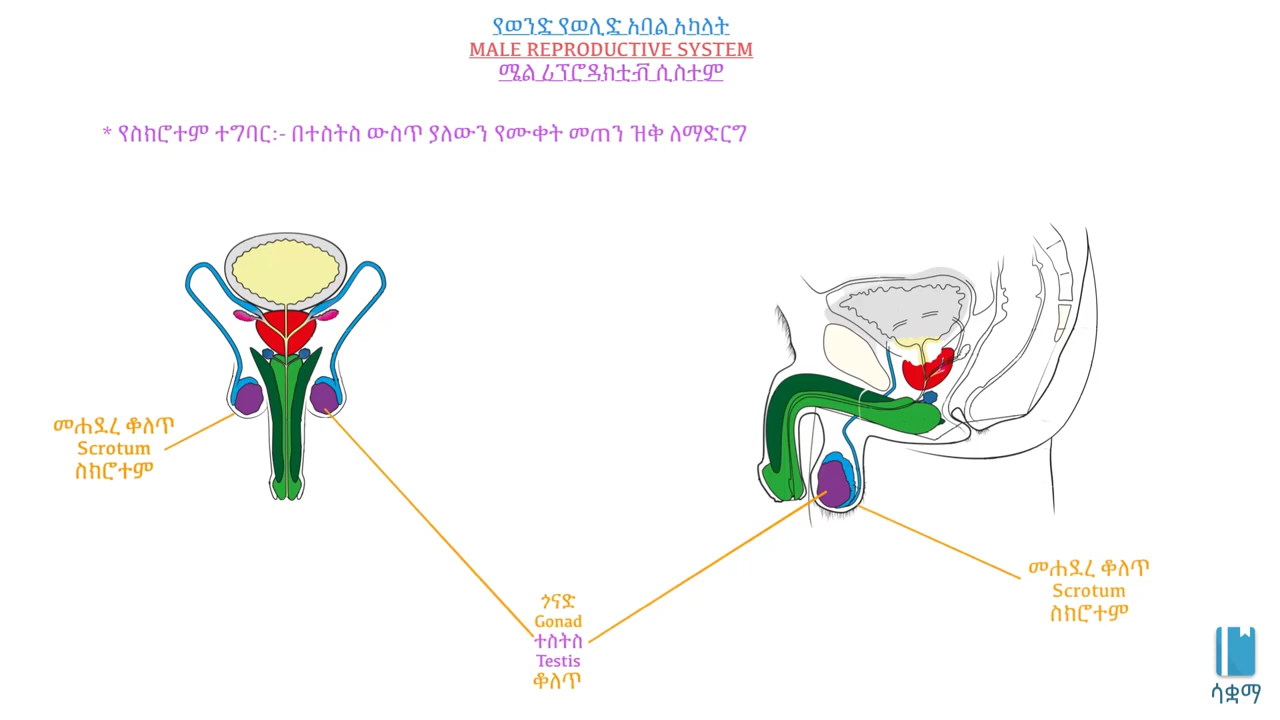 የወንድ የወሊድ አባል አካላት
MALE REPRODUCTIVE SYSTEM
ሜል ሪፕሮዳክቲቭ ሲስተም
* የስክሮተም ተግባር:- በተስትስ ውስጥ ያለውን የሙቀት መጠን ዝቅ ለማድርግ
መሐደረ ቆለጥ
Scrotum
ስክሮተም
ጎናድ
Gonad
ተስትስ
Testis
ቆለጥ
መሐደረ ቆለጥ
Scrotum
ስክሮተም
ሳቋማ